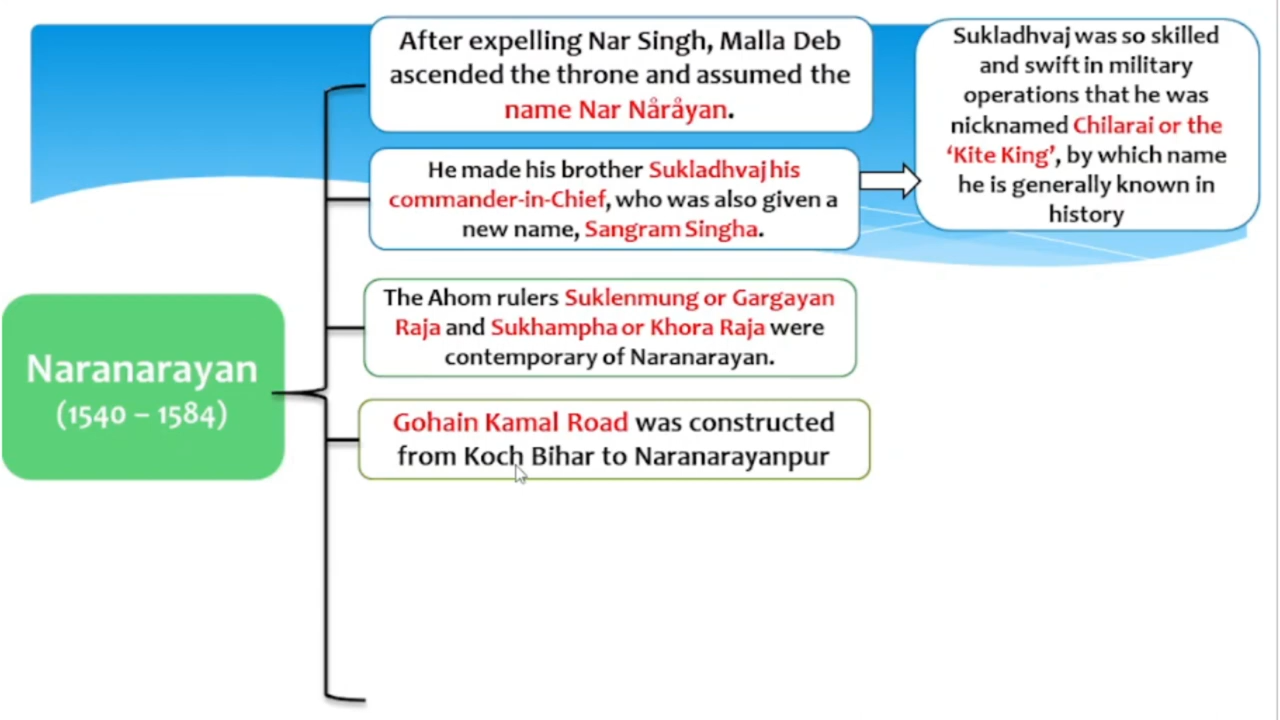 After expelling Nar Singh, Malla Deb
ascended the throne and assumed the
name Nar Nåråyan.
Sukladhvaj was so skilled
and swift in military
operations that he was
nicknamed Chilarai or the
‘Kite King’, by which name
he is generally known in
history
He made his brother Sukladhvaj his
commander-in-Chief, who was also given a
new name, Sangram Singha.
The Ahom rulers Suklenmung or Gargayan
Raja and Sukhampha or Khora Raja were
contemporary of Naranarayan.
Naranarayan
(1540 – 1584)
Gohain Kamal Road was constructed
from Koch Bihar to Naranarayanpur